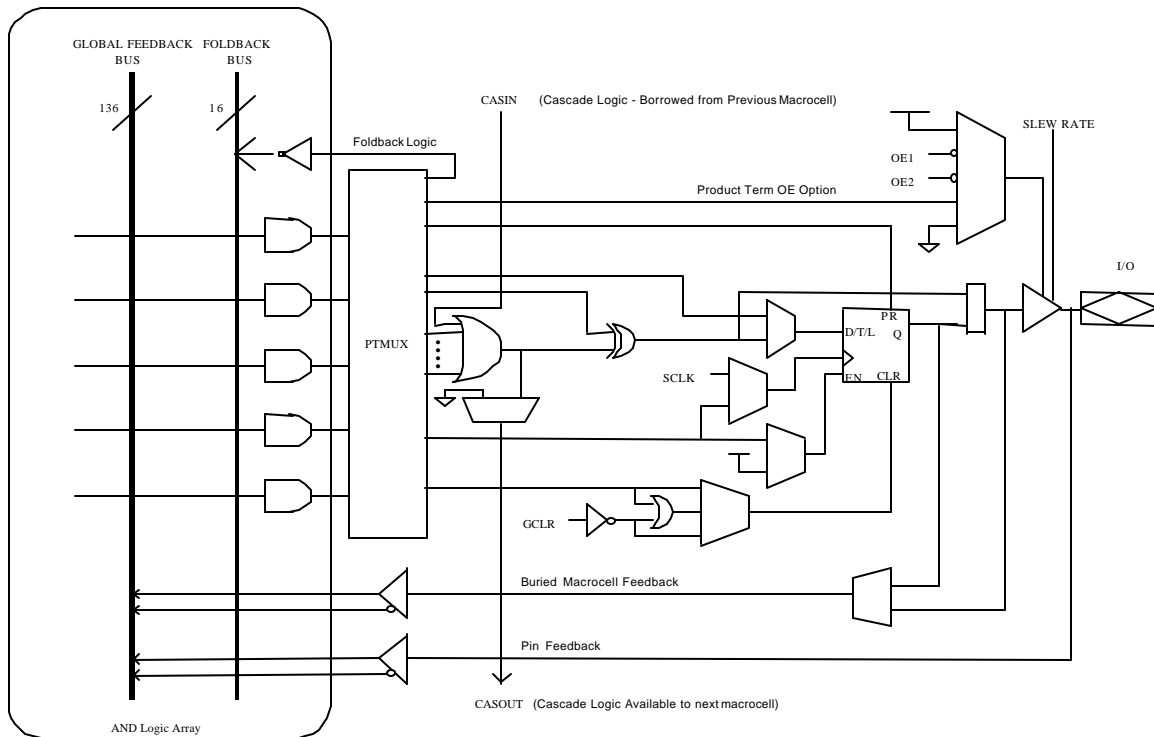 GLOBAL FEEDBACK
BUS
FOLDBACK
BUS
136
16
CASIN
(Cascade Logic - Borrowed from Previous Macrocell)
SLEW RATE
Foldback Logic
OE1
OE2
Product Term OE Option
I/O
PTMUX
PR
D/T/L
Q
EN
CLR
SCLK
GCLR
Buried Macrocell Feedback
Pin Feedback
CASOUT
(Cascade Logic Available to next macrocell)
AND Logic Array